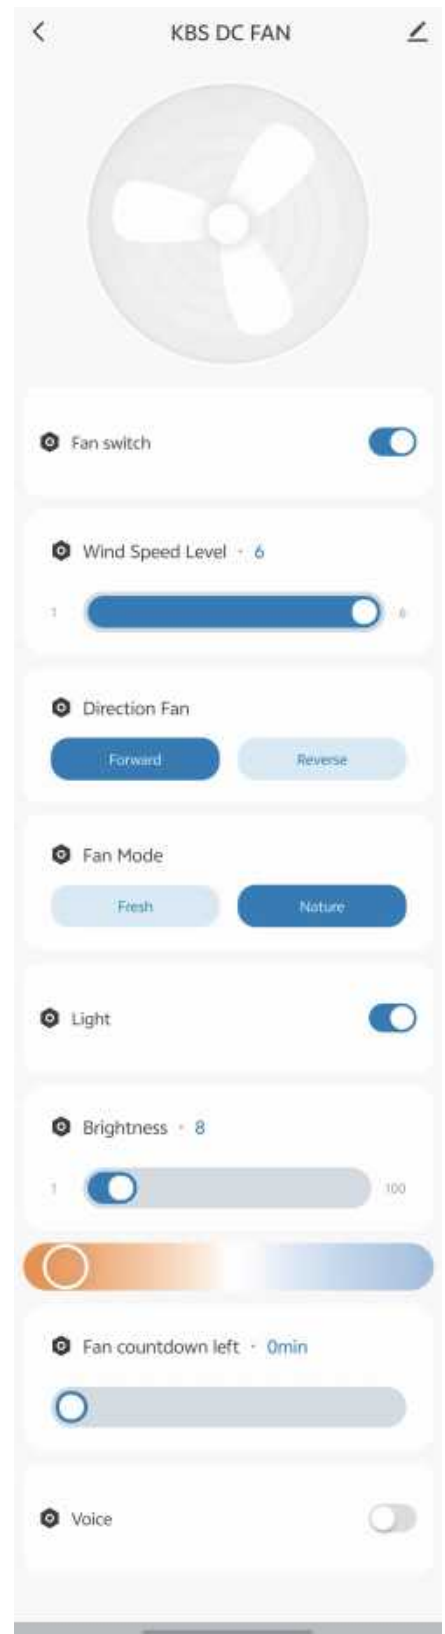 KBS DC FAN
Fan switch
Wind Speed Level · 6
1 6
Direction Fan
Forward Reverse
Fan Mode
Fresh Nature
Light
Brightness · 8
1 100
Fan countdown left · 0min
Voice